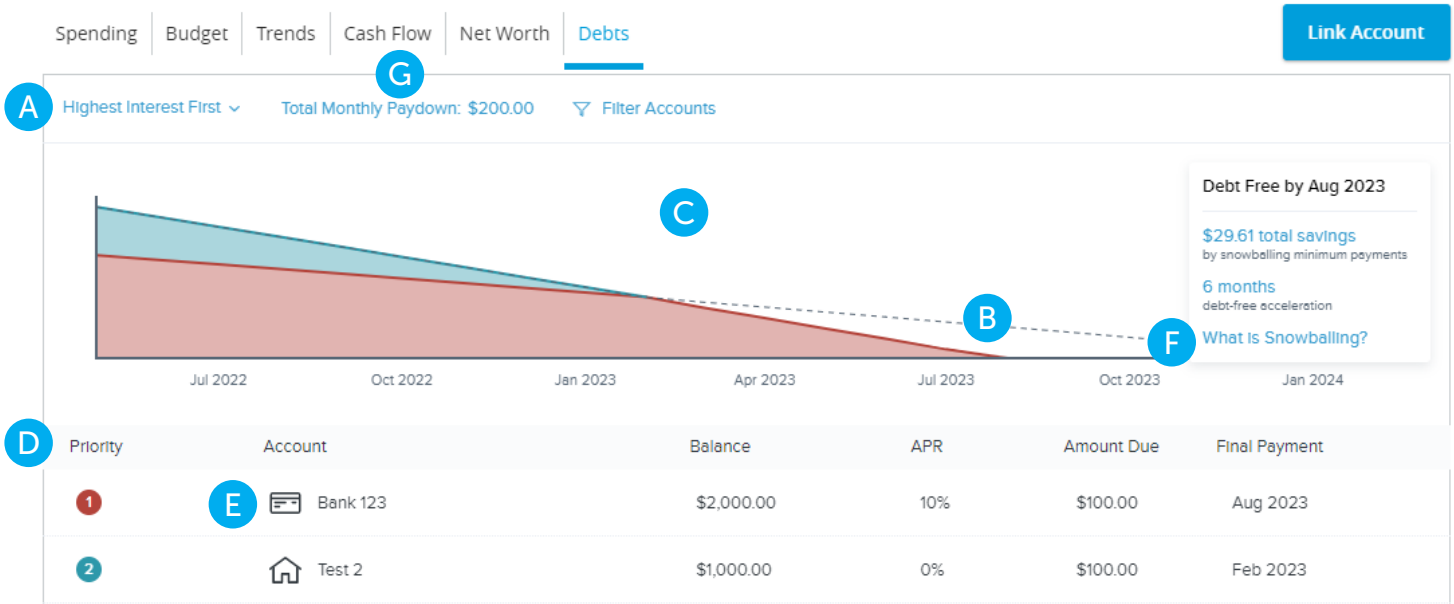 Spending Budget Trends Cash Flow Net Worth Debts Link Account
G
A Highest Interest First Total Monthly Paydown: $200.00 Filter Accounts
Debt Free by Aug 2023
C
$29.61 total savings
by snowballing minimum payments
6 months
debt-free acceleration
B
F What is Snowballing?
Jul 2022 Oct 2022 Jan 2023 Apr 2023 Jul 2023 Oct 2023 Jan 2024
D Priority Account Balance APR Amount Due Final Payment
1 E Bank 123 $2,000.00 10% $100.00 Aug 2023
2 Test 2 $1,000.00 0% $100.00 Feb 2023